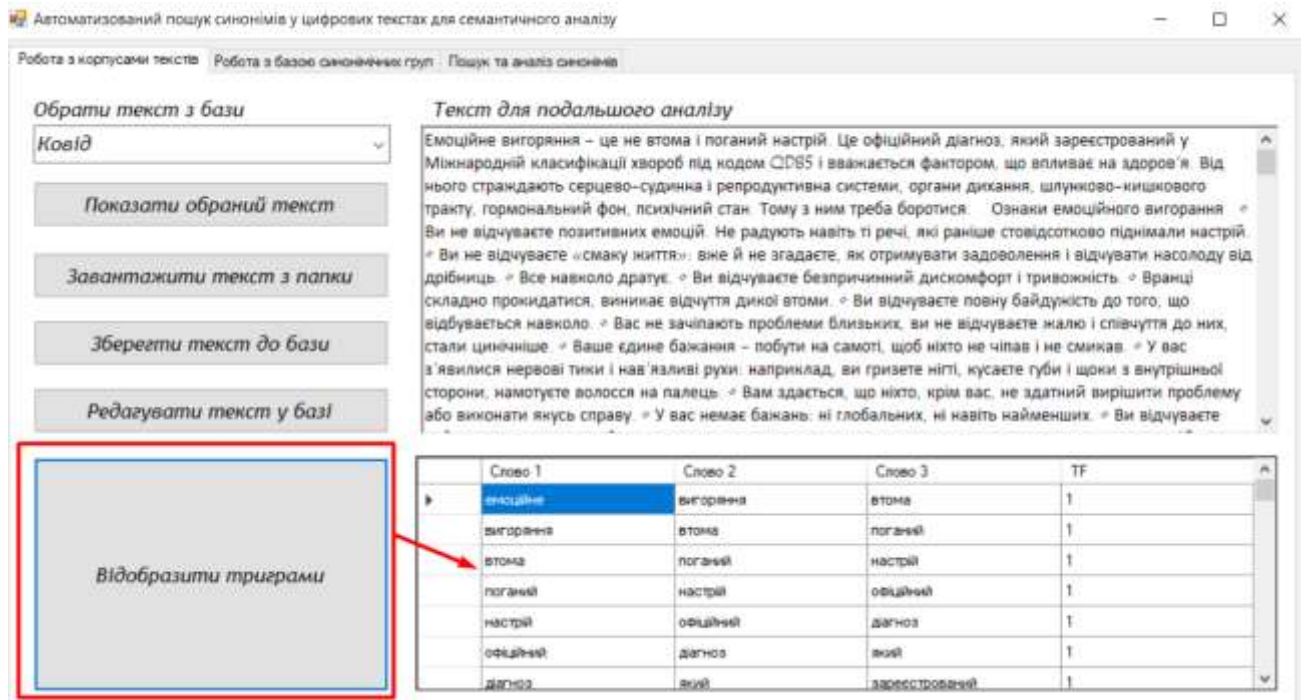 Автоматизований пошук синонімів у цифрових текстах для семантичного аналізу
Робота з корпусами текстів Робота з базою синонімічних груп Пошук та аналіз синонімів
Обрати текст з бази
Ковід
Показати обраний текст
Завантажити текст з папки
Зберегти текст до бази
Редагувати текст у базі
Відобразити триграми
Текст для подальшого аналізу
Емоційне вигоряння – це не втома і поганий настрій. Це офіційний діагноз, який зареєстрований у
Міжнародній класифікації хвороб під кодом QD85 і вважається фактором, що впливає на здоров'я. Від
нього страждають серцево-судинна і репродуктивна системи, органи дихання, шлунково-кишкового
тракту, гормональний фон, психічний стан. Тому з ним треба боротися. Ознаки емоційного вигорання
Ви не відчуваєте позитивних емоцій. Не радують навіть ті речі, які раніше стовідсотково піднімали настрій.
Ви не відчуваєте «смаку життя»: вже й не згадаєте, як отримувати задоволення і відчувати насолоду від
дрібниць. Все навколо дратує. Ви відчуваєте безпричинний дискомфорт і тривожність. Вранці
складно прокидатися, виникає відчуття дикої втоми. Ви відчуваєте повну байдужість до того, що
відбувається навколо. Вас не зачіпають проблеми близьких, ви не відчуваєте жалю і співчуття до них,
стали цинічніше. Ваше єдине бажання – побути на самоті, щоб ніхто не чіпав і не смикав. У вас
з'явилися нервові тики і нав'язливі рухи: наприклад, ви гризете нігті, кусаєте губи і щоки з внутрішньої
сторони, намотуєте волосся на палець. Вам здається, що ніхто, крім вас, не здатний вирішити проблему
або виконати якусь справу. У вас немає бажань: ні глобальних, ні навіть найменших. Ви відчуваєте
Слово 1 Слово 2 Слово 3 TF
емоційне вигоряння втома 1
вигоряння втома поганий 1
втома поганий настрій 1
поганий настрій офіційний 1
настрій офіційний діагноз 1
офіційний діагноз який 1
діагноз який зареєстрований 1